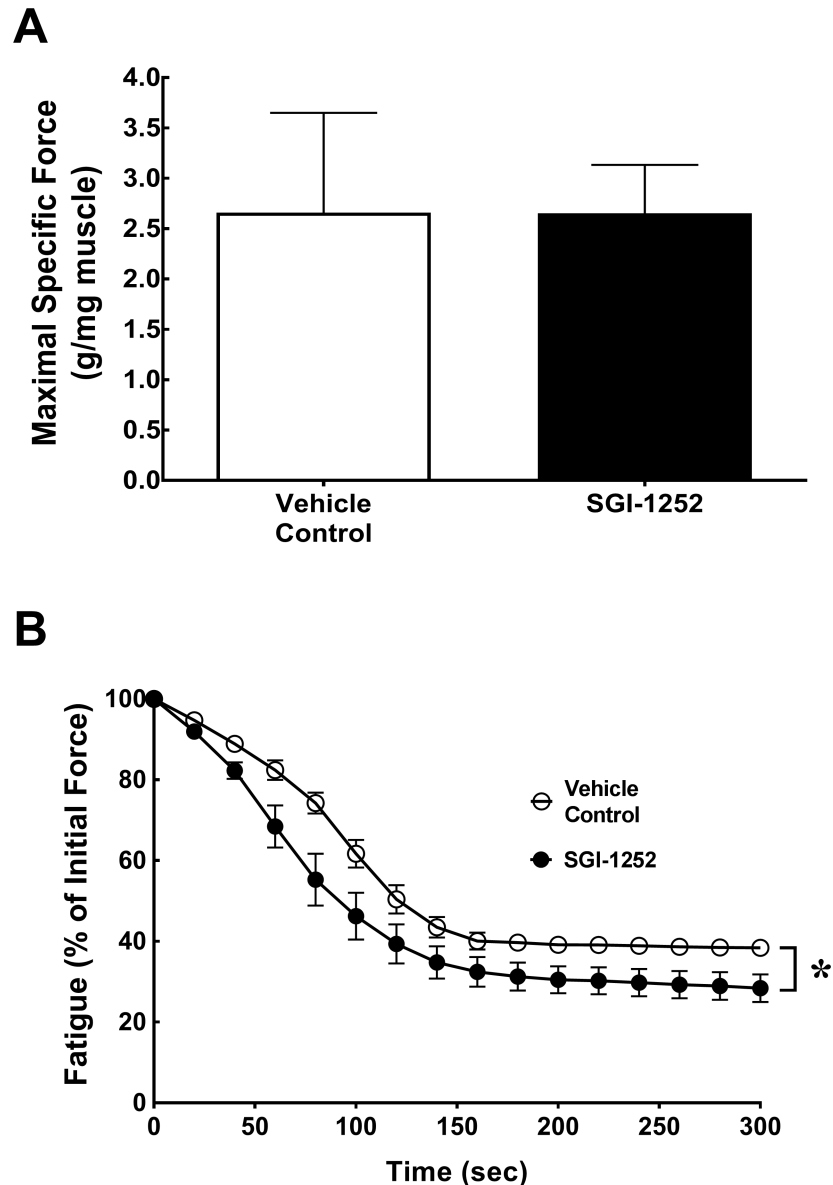 A
Maximal Specific Force
(g/mg muscle)
4.0
3.5
3.0
2.5
2.0
1.5
1.0
0.5
0.0
Vehicle
Control
SGI-1252
B
Fatigue (% of Initial Force)
100
80
60
40
20
0
Vehicle
Control
SGI-1252
*
0 50 100 150 200 250 300
Time (sec)